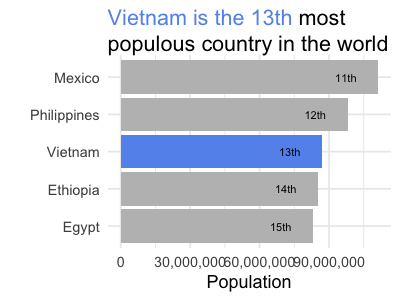 Vietnam is the 13th most
populous country in the world
Mexico 11th
Philippines 12th
Vietnam 13th
Ethiopia 14th
Egypt 15th
0 30,000,000 60,000,000 90,000,000
Population